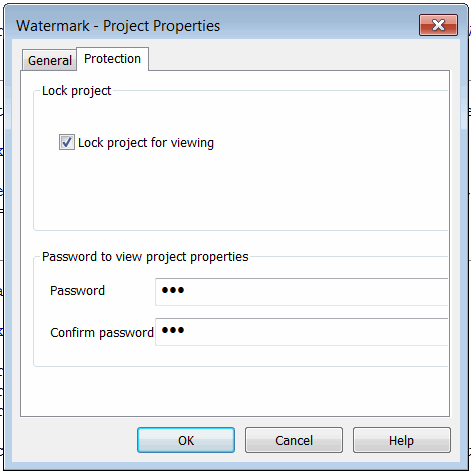 Watermark - Project Properties
General Protection
Lock project
Lock project for viewing
Password to view project properties
Password •••
Confirm password •••
OK Cancel Help